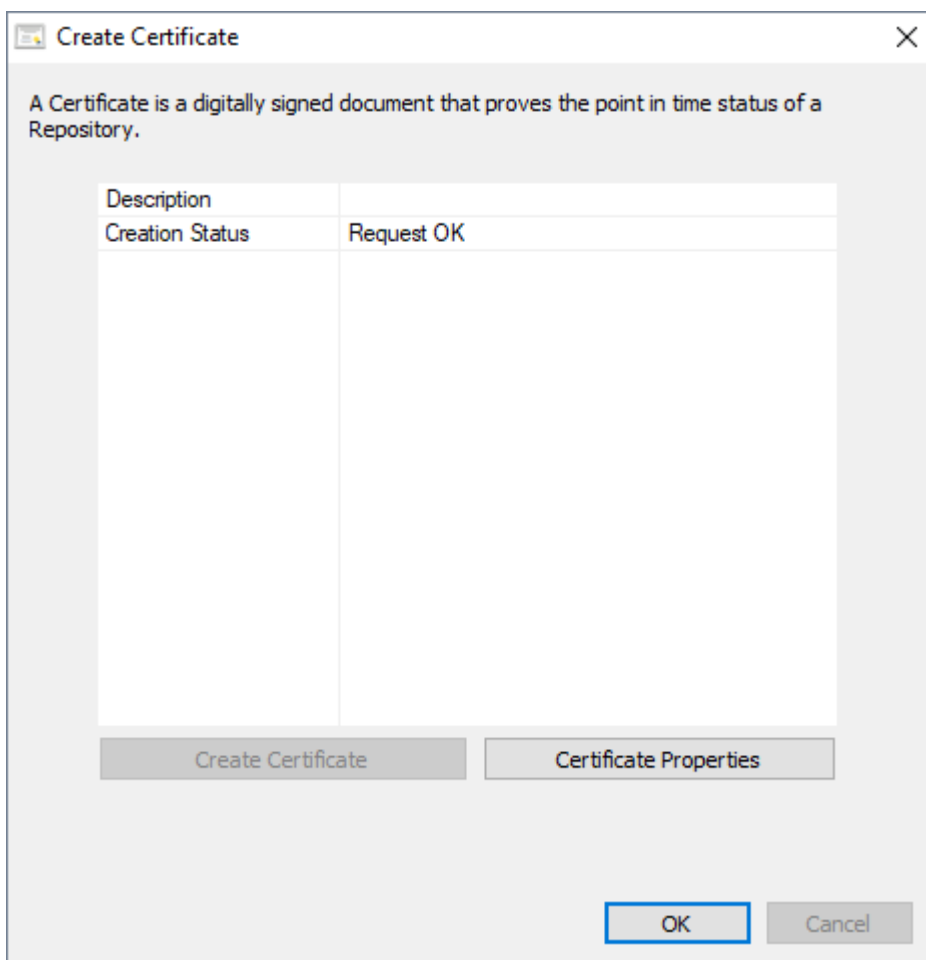 Create Certificate
A Certificate is a digitally signed document that proves the point in time status of a
Repository.
Description
Creation Status Request OK
Create Certificate Certificate Properties
OK Cancel